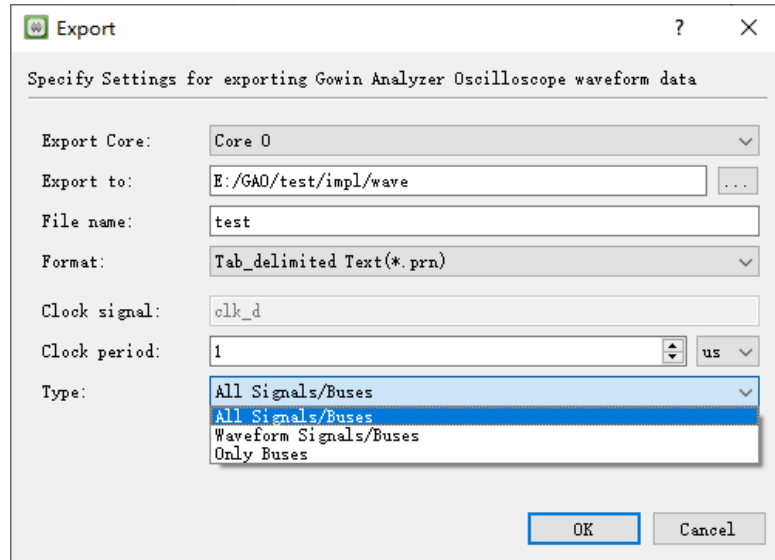 Export
Specify Settings for exporting Gowin Analyzer Oscilloscope waveform data
Export Core: Core 0
Export to: E:/GAO/test/impl/wave ...
File name: test
Format: Tab_delimited Text(*.prn)
Clock signal: clk_d
Clock period: 1 us
Type: All Signals/Buses
All Signals/Buses
Waveform Signals/Buses
Only Buses
OK Cancel